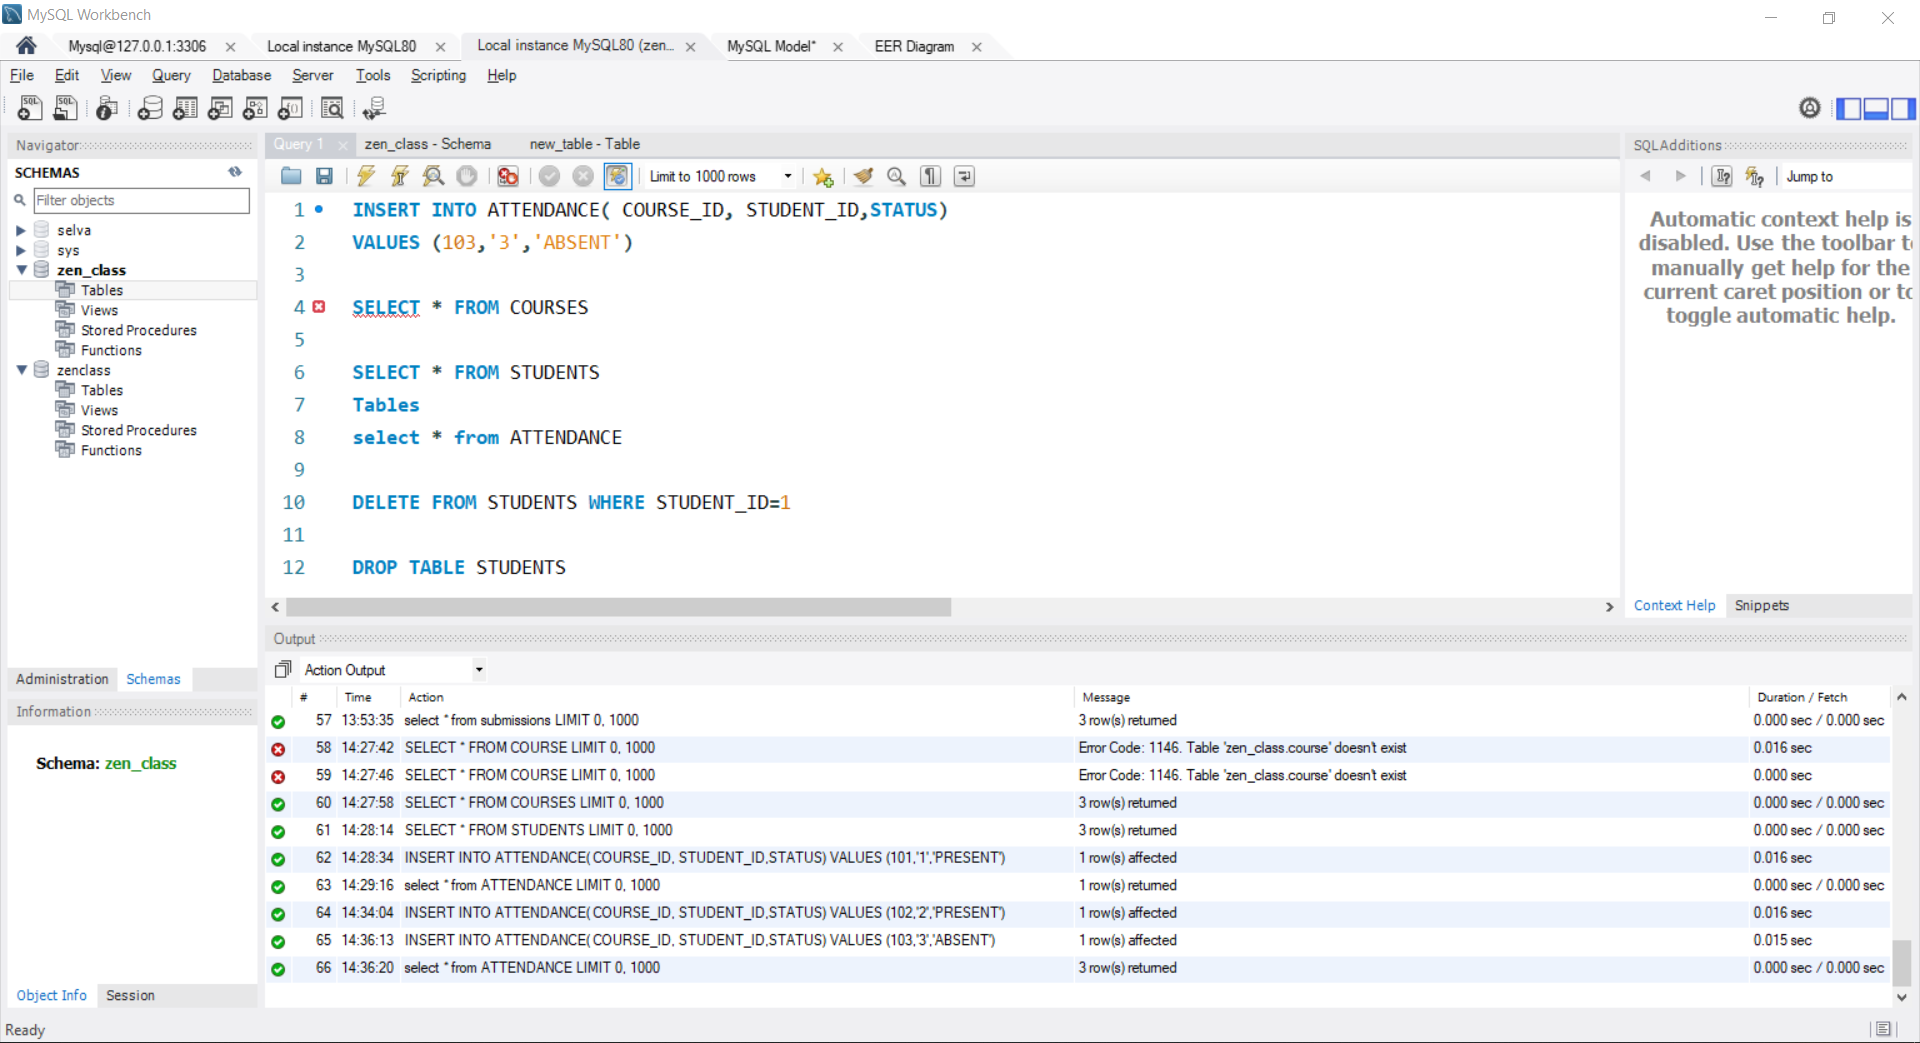 MySQL Workbench
Mysql@127.0.0.1:3306
Local instance MySQL80
Local instance MySQL80 (zen...
MySQL Model*
EER Diagram
File Edit View Query Database Server Tools Scripting Help
Navigator
SCHEMAS
Filter objects
selva
sys
zen_class
Tables
Views
Stored Procedures
Functions
zenclass
Tables
Views
Stored Procedures
Functions
Administration Schemas
Information
Schema: zen_class
Object Info Session
Query 1
zen_class - Schema
new_table - Table
Limit to 1000 rows
1 INSERT INTO ATTENDANCE( COURSE_ID, STUDENT_ID,STATUS)
2 VALUES (103,'3','ABSENT')
3
4 SELECT * FROM COURSES
5
6 SELECT * FROM STUDENTS
7 Tables
8 select * from ATTENDANCE
9
10 DELETE FROM STUDENTS WHERE STUDENT_ID=1
11
12 DROP TABLE STUDENTS
SQLAdditions
Jump to
Automatic context help is
disabled. Use the toolbar t
manually get help for the
current caret position or to
toggle automatic help.
Context Help Snippets
Output
Action Output
# Time Action Message Duration / Fetch
57 13:53:35 select * from submissions LIMIT 0, 1000 3 row(s) returned 0.000 sec / 0.000 sec
58 14:27:42 SELECT * FROM COURSE LIMIT 0, 1000 Error Code: 1146. Table 'zen_class.course' doesn't exist 0.016 sec
59 14:27:46 SELECT * FROM COURSE LIMIT 0, 1000 Error Code: 1146. Table 'zen_class.course' doesn't exist 0.000 sec
60 14:27:58 SELECT * FROM COURSES LIMIT 0, 1000 3 row(s) returned 0.000 sec / 0.000 sec
61 14:28:14 SELECT * FROM STUDENTS LIMIT 0, 1000 3 row(s) returned 0.000 sec / 0.000 sec
62 14:28:34 INSERT INTO ATTENDANCE( COURSE_ID, STUDENT_ID,STATUS) VALUES (101,'1','PRESENT') 1 row(s) affected 0.016 sec
63 14:29:16 select * from ATTENDANCE LIMIT 0, 1000 1 row(s) returned 0.000 sec / 0.000 sec
64 14:34:04 INSERT INTO ATTENDANCE( COURSE_ID, STUDENT_ID,STATUS) VALUES (102,'2','PRESENT') 1 row(s) affected 0.016 sec
65 14:36:13 INSERT INTO ATTENDANCE( COURSE_ID, STUDENT_ID,STATUS) VALUES (103,'3','ABSENT') 1 row(s) affected 0.015 sec
66 14:36:20 select * from ATTENDANCE LIMIT 0, 1000 3 row(s) returned 0.000 sec / 0.000 sec
Ready